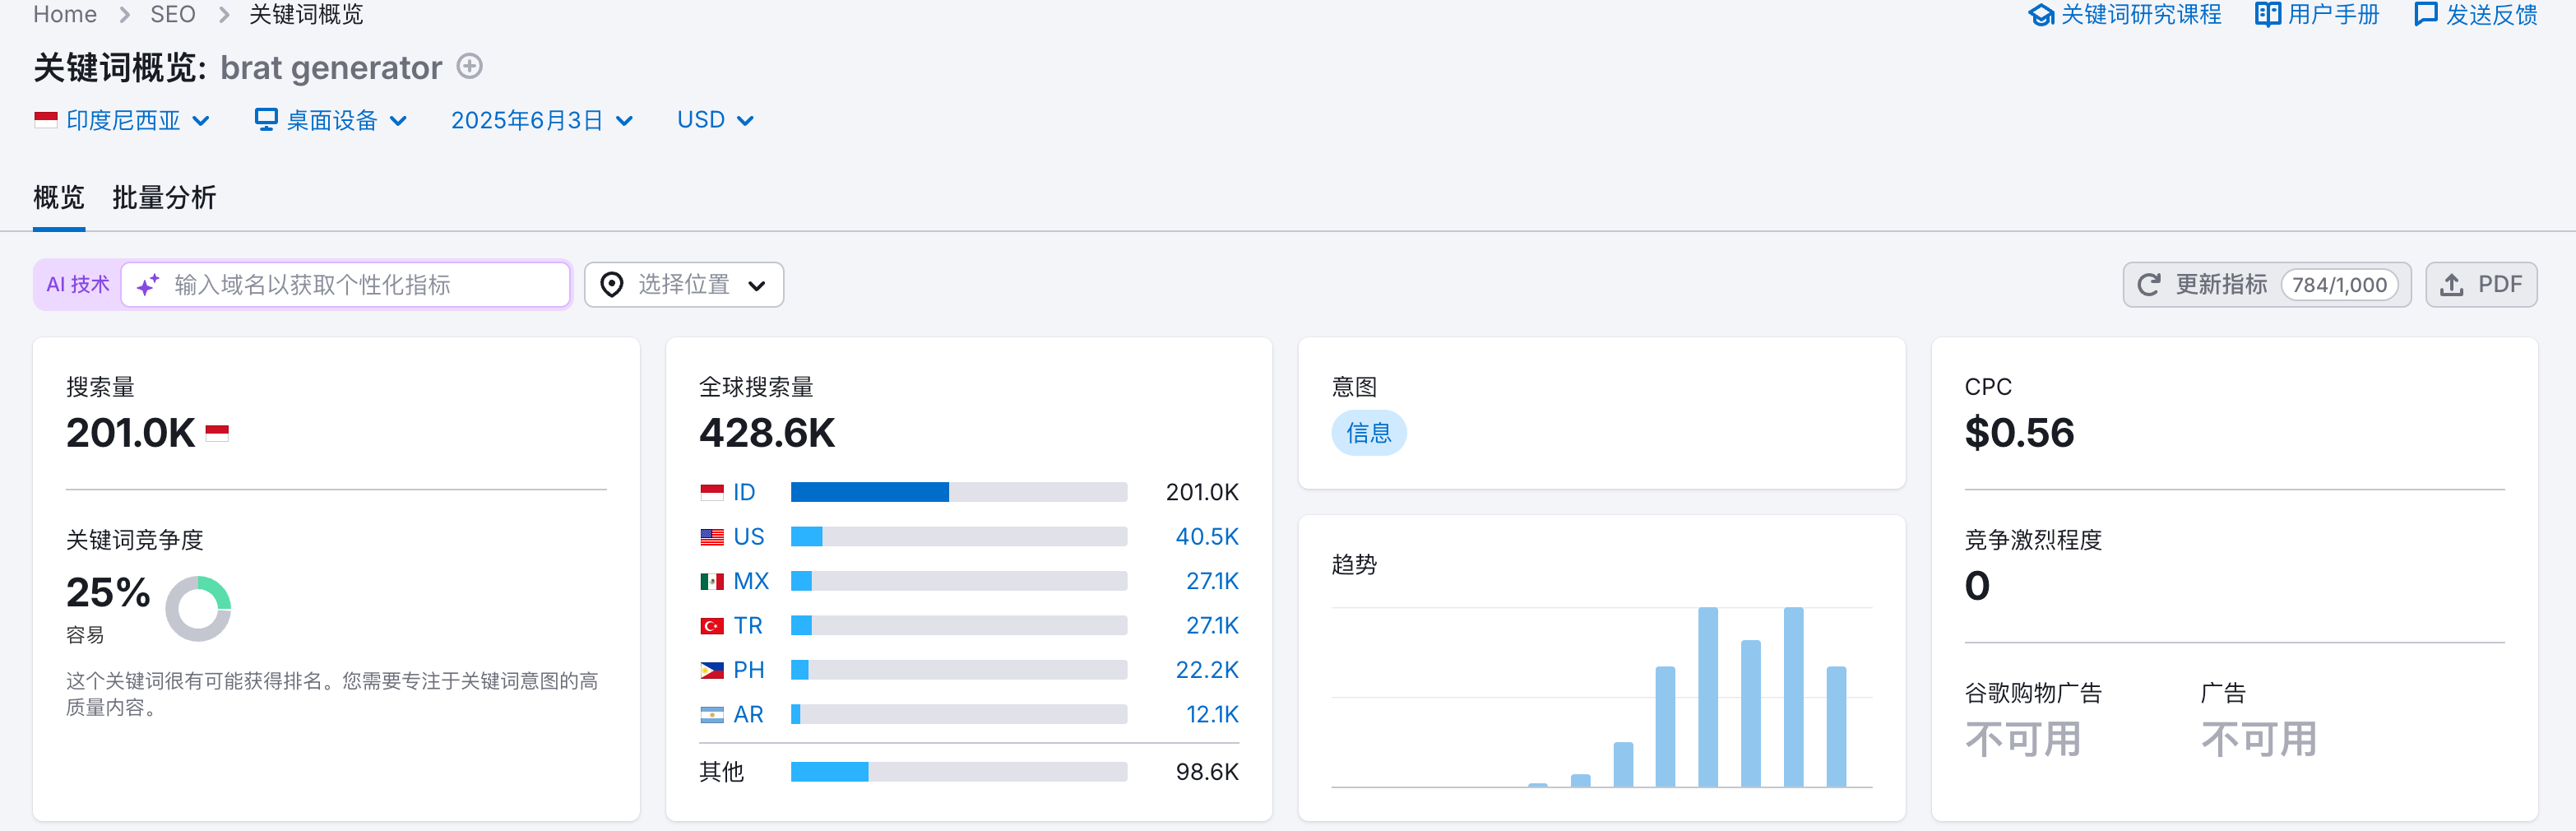 Home > SEO > 关键词概览
关键词研究课程 用户手册 发送反馈
关键词概览: brat generator
印度尼西亚 桌面设备 2025年6月3日 USD
概览 批量分析
AI 技术 输入域名以获取个性化指标 选择位置 更新指标 784/1,000 PDF
搜索量
201.0K
关键词竞争度
25%
容易
这个关键词很有可能获得排名。您需要专注于关键词意图的高
质量内容。
全球搜索量
428.6K
ID 201.0K
US 40.5K
MX 27.1K
TR 27.1K
PH 22.2K
AR 12.1K
其他 98.6K
意图
信息
趋势
CPC
$0.56
竞争激烈程度
0
谷歌购物广告 广告
不可用 不可用